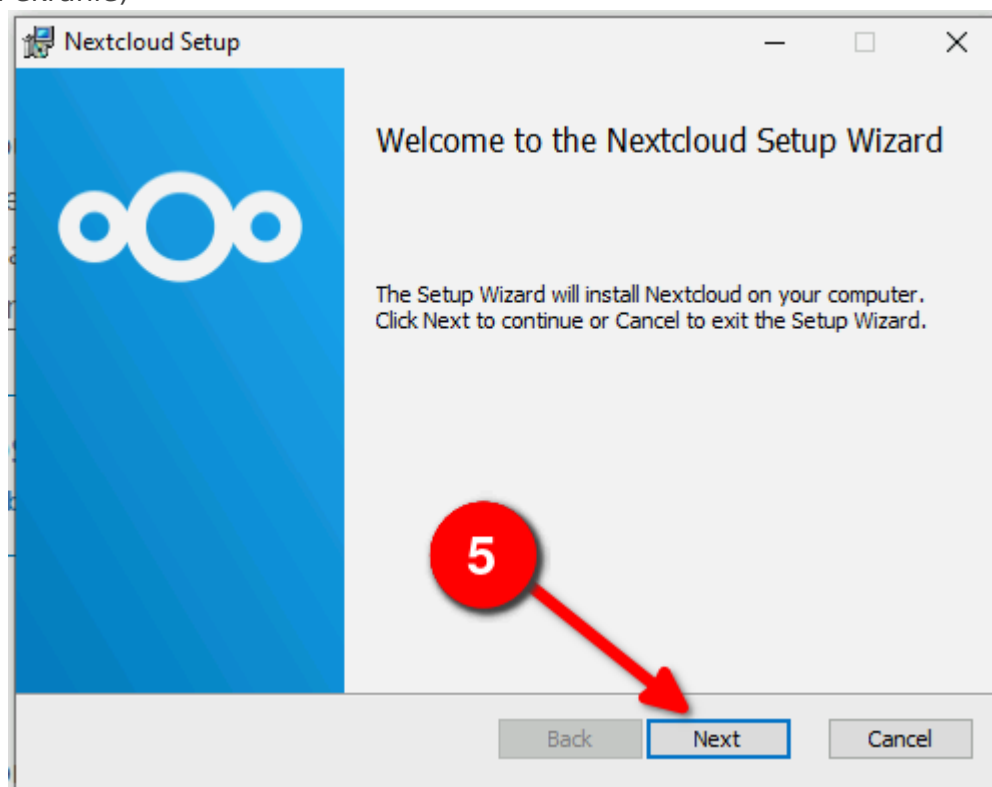 Nextcloud Setup
Welcome to the Nextcloud Setup Wizard
The Setup Wizard will install Nextcloud on your computer.
Click Next to continue or Cancel to exit the Setup Wizard.
5
Back
Next
Cancel